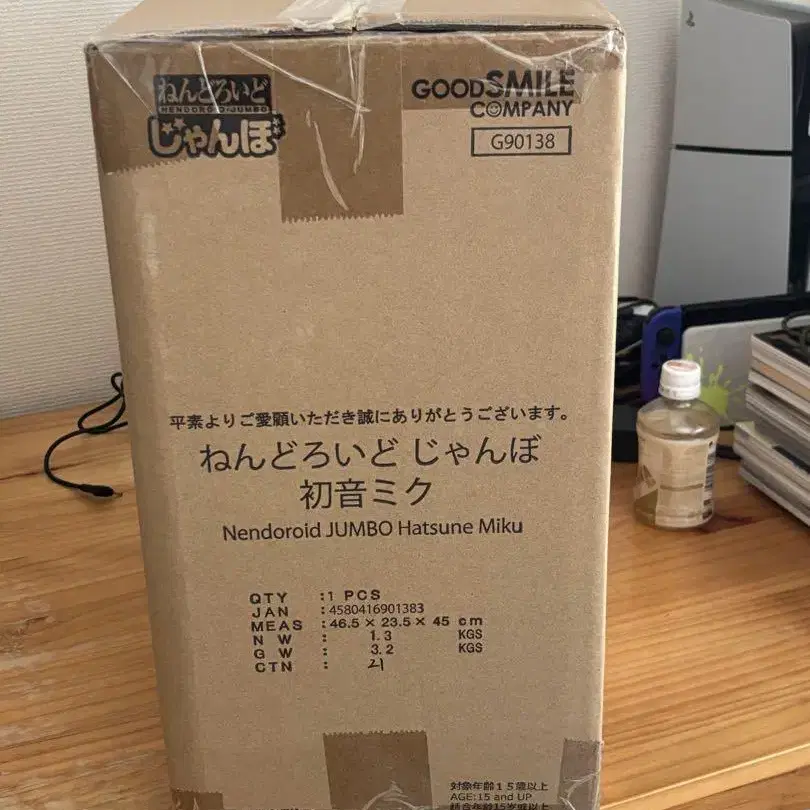 ねんどろいど
NENDOROID JUMBO
じゃんぼ
GOODSMILE
COMPANY
G90138
平素よりご愛顧いただき誠にありがとうございます。
ねんどろいど じゃんぼ
初音ミク
Nendoroid JUMBO Hatsune Miku
QTY :1 PCS
JAN :4580416901383
MEAS :46.5 × 23.5 × 45 cm
N W : 1.3 KGS
G W : 3.2 KGS
CTN : 21
対象年齢15歳以上
AGE:15 and UP